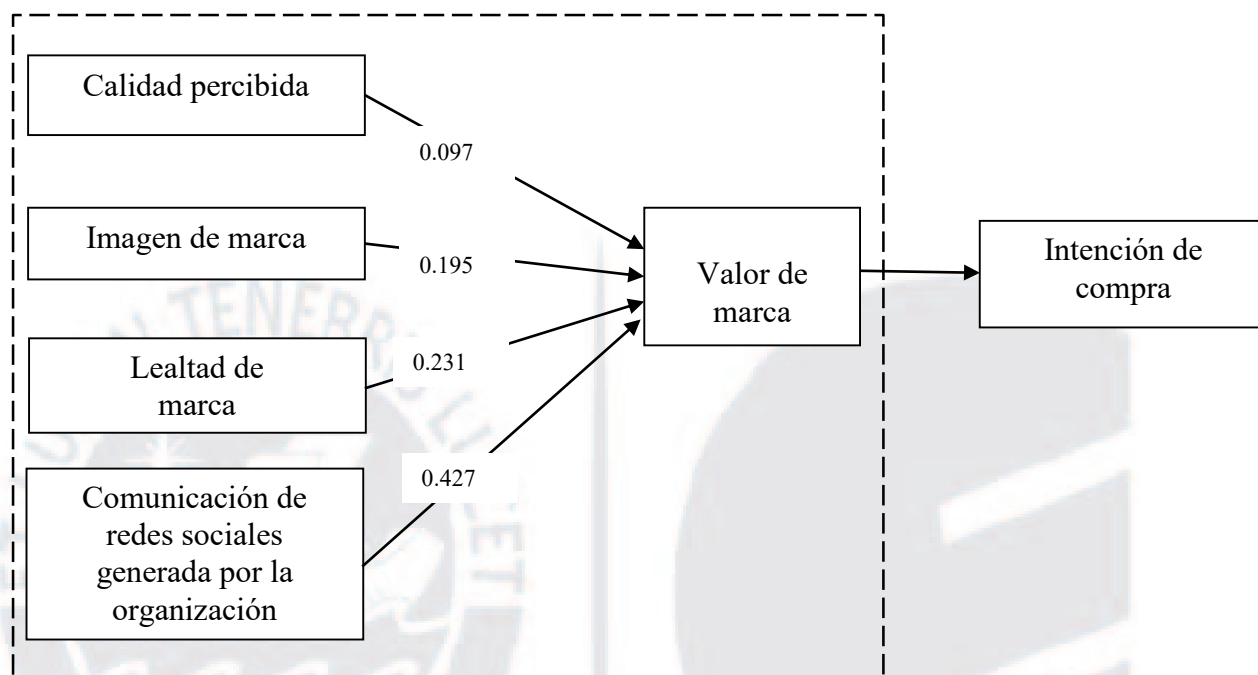 Calidad percibida
0.097
Imagen de marca
0.195
Valor de
marca
Intención de
compra
Lealtad de
marca
0.231
Comunicación de
redes sociales
generada por la
organización
0.427
TENEBR